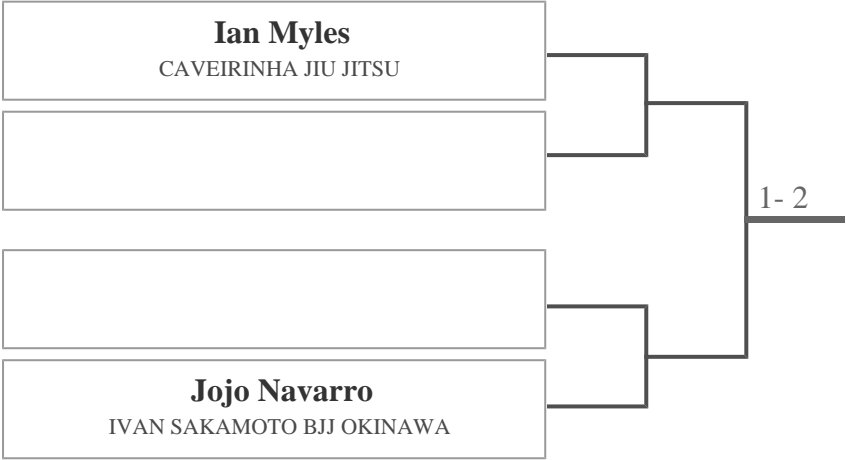 Ian Myles
CAVEIRINHA JIU JITSU
1- 2
Jojo Navarro
IVAN SAKAMOTO BJJ OKINAWA